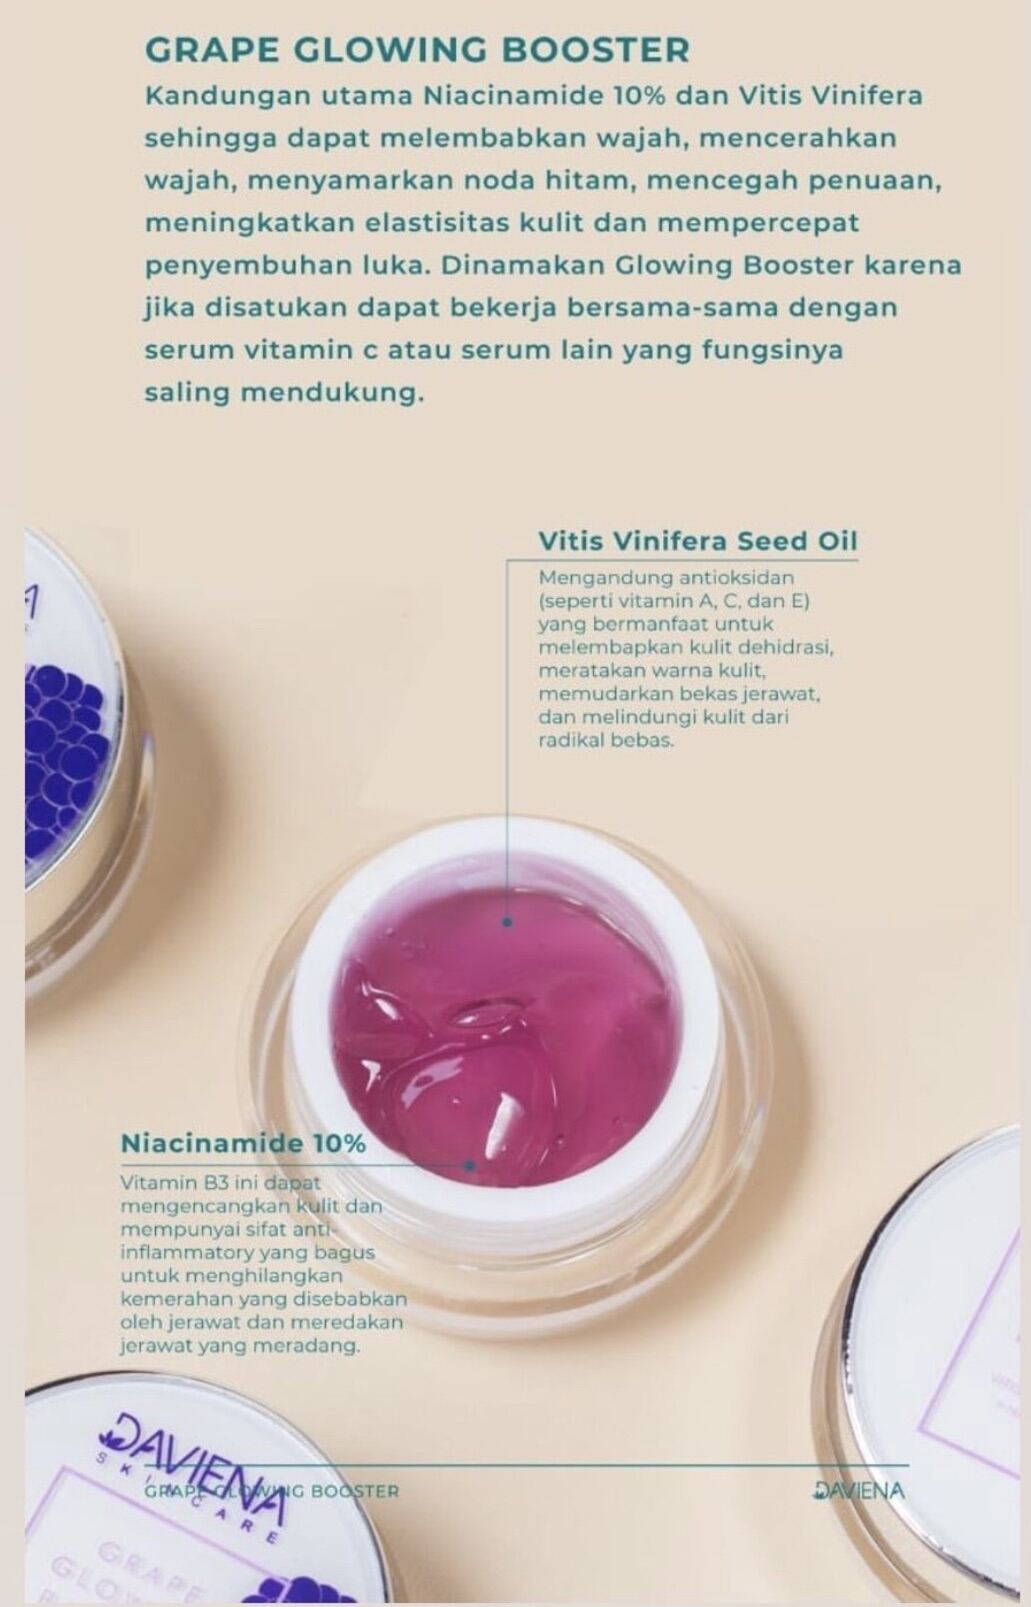 GRAPE GLOWING BOOSTER
Kandungan utama Niacinamide 10% dan Vitis Vinifera
sehingga dapat melembabkan wajah, mencerahkan
wajah, menyamarkan noda hitam, mencegah penuaan,
meningkatkan elastisitas kulit dan mempercepat
penyembuhan luka. Dinamakan Glowing Booster karena
jika disatukan dapat bekerja bersama-sama dengan
serum vitamin c atau serum lain yang fungsinya
saling mendukung.
Vitis Vinifera Seed Oil
Mengandung antioksidan
(seperti vitamin A, C, dan E)
yang bermanfaat untuk
melembapkan kulit dehidrasi,
meratakan warna kulit,
memudarkan bekas jerawat,
dan melindungi kulit dari
radikal bebas.
Niacinamide 10%
Vitamin B3 ini dapat
mengencangkan kulit dan
mempunyai sifat anti-
inflammatory yang bagus
untuk menghilangkan
kemerahan yang disebabkan
oleh jerawat dan meredakan
jerawat yang meradang.
DAVIENA
SKINCARE
GRAPE
GRAPE GLOWING BOOSTER
DAVIENA